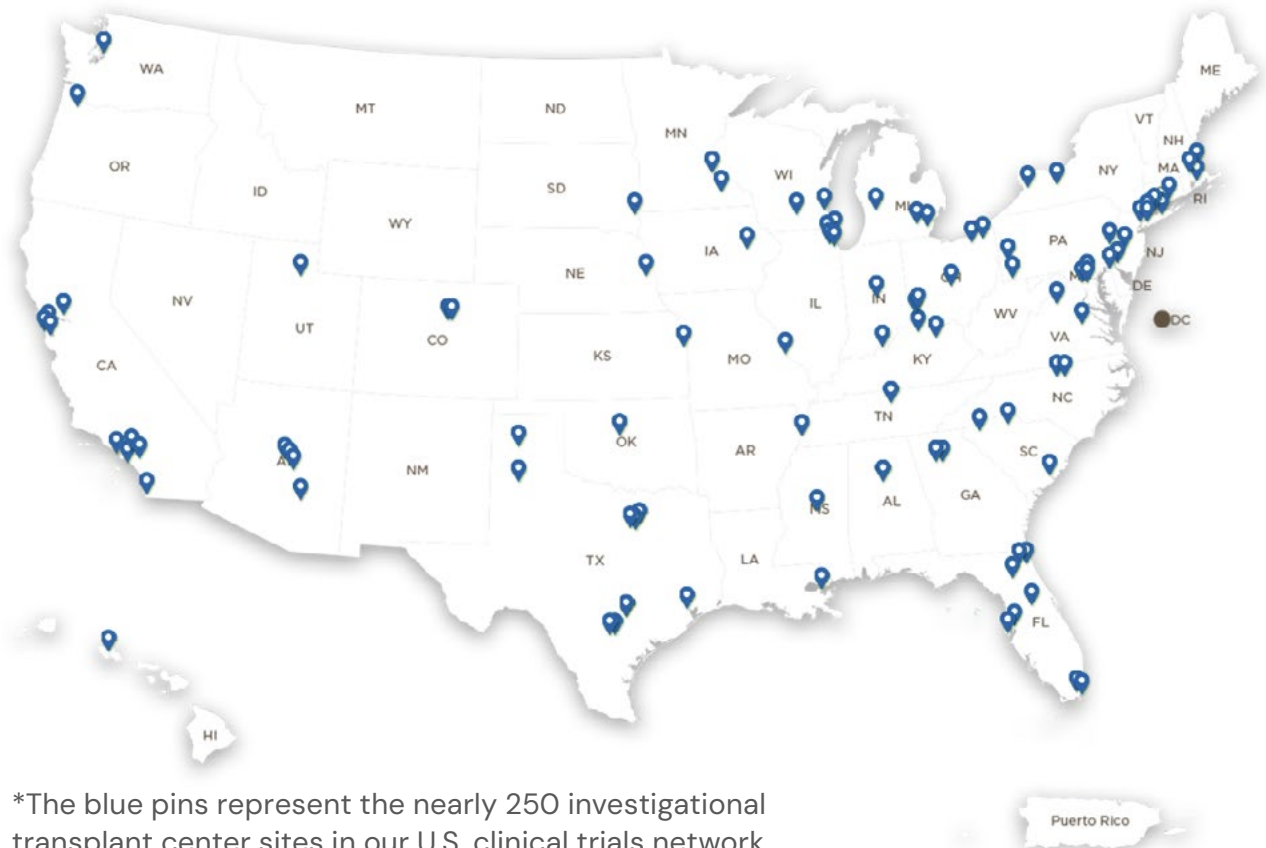 ME
WA
VT
MT
ND
NH
MN
OR
MA
NY
WI
ID
SD
RI
MI
WY
PA
IA
NJ
NE
DE
NV
IL
IN
WV
DC
UT
CO
VA
KS
MO
KY
CA
NC
TN
OK
AR
SC
NM
AL
GA
MS
TX
LA
FL
HI
*The blue pins represent the nearly 250 investigational
transplant center sites in our U.S. clinical trials network
Puerto Rico